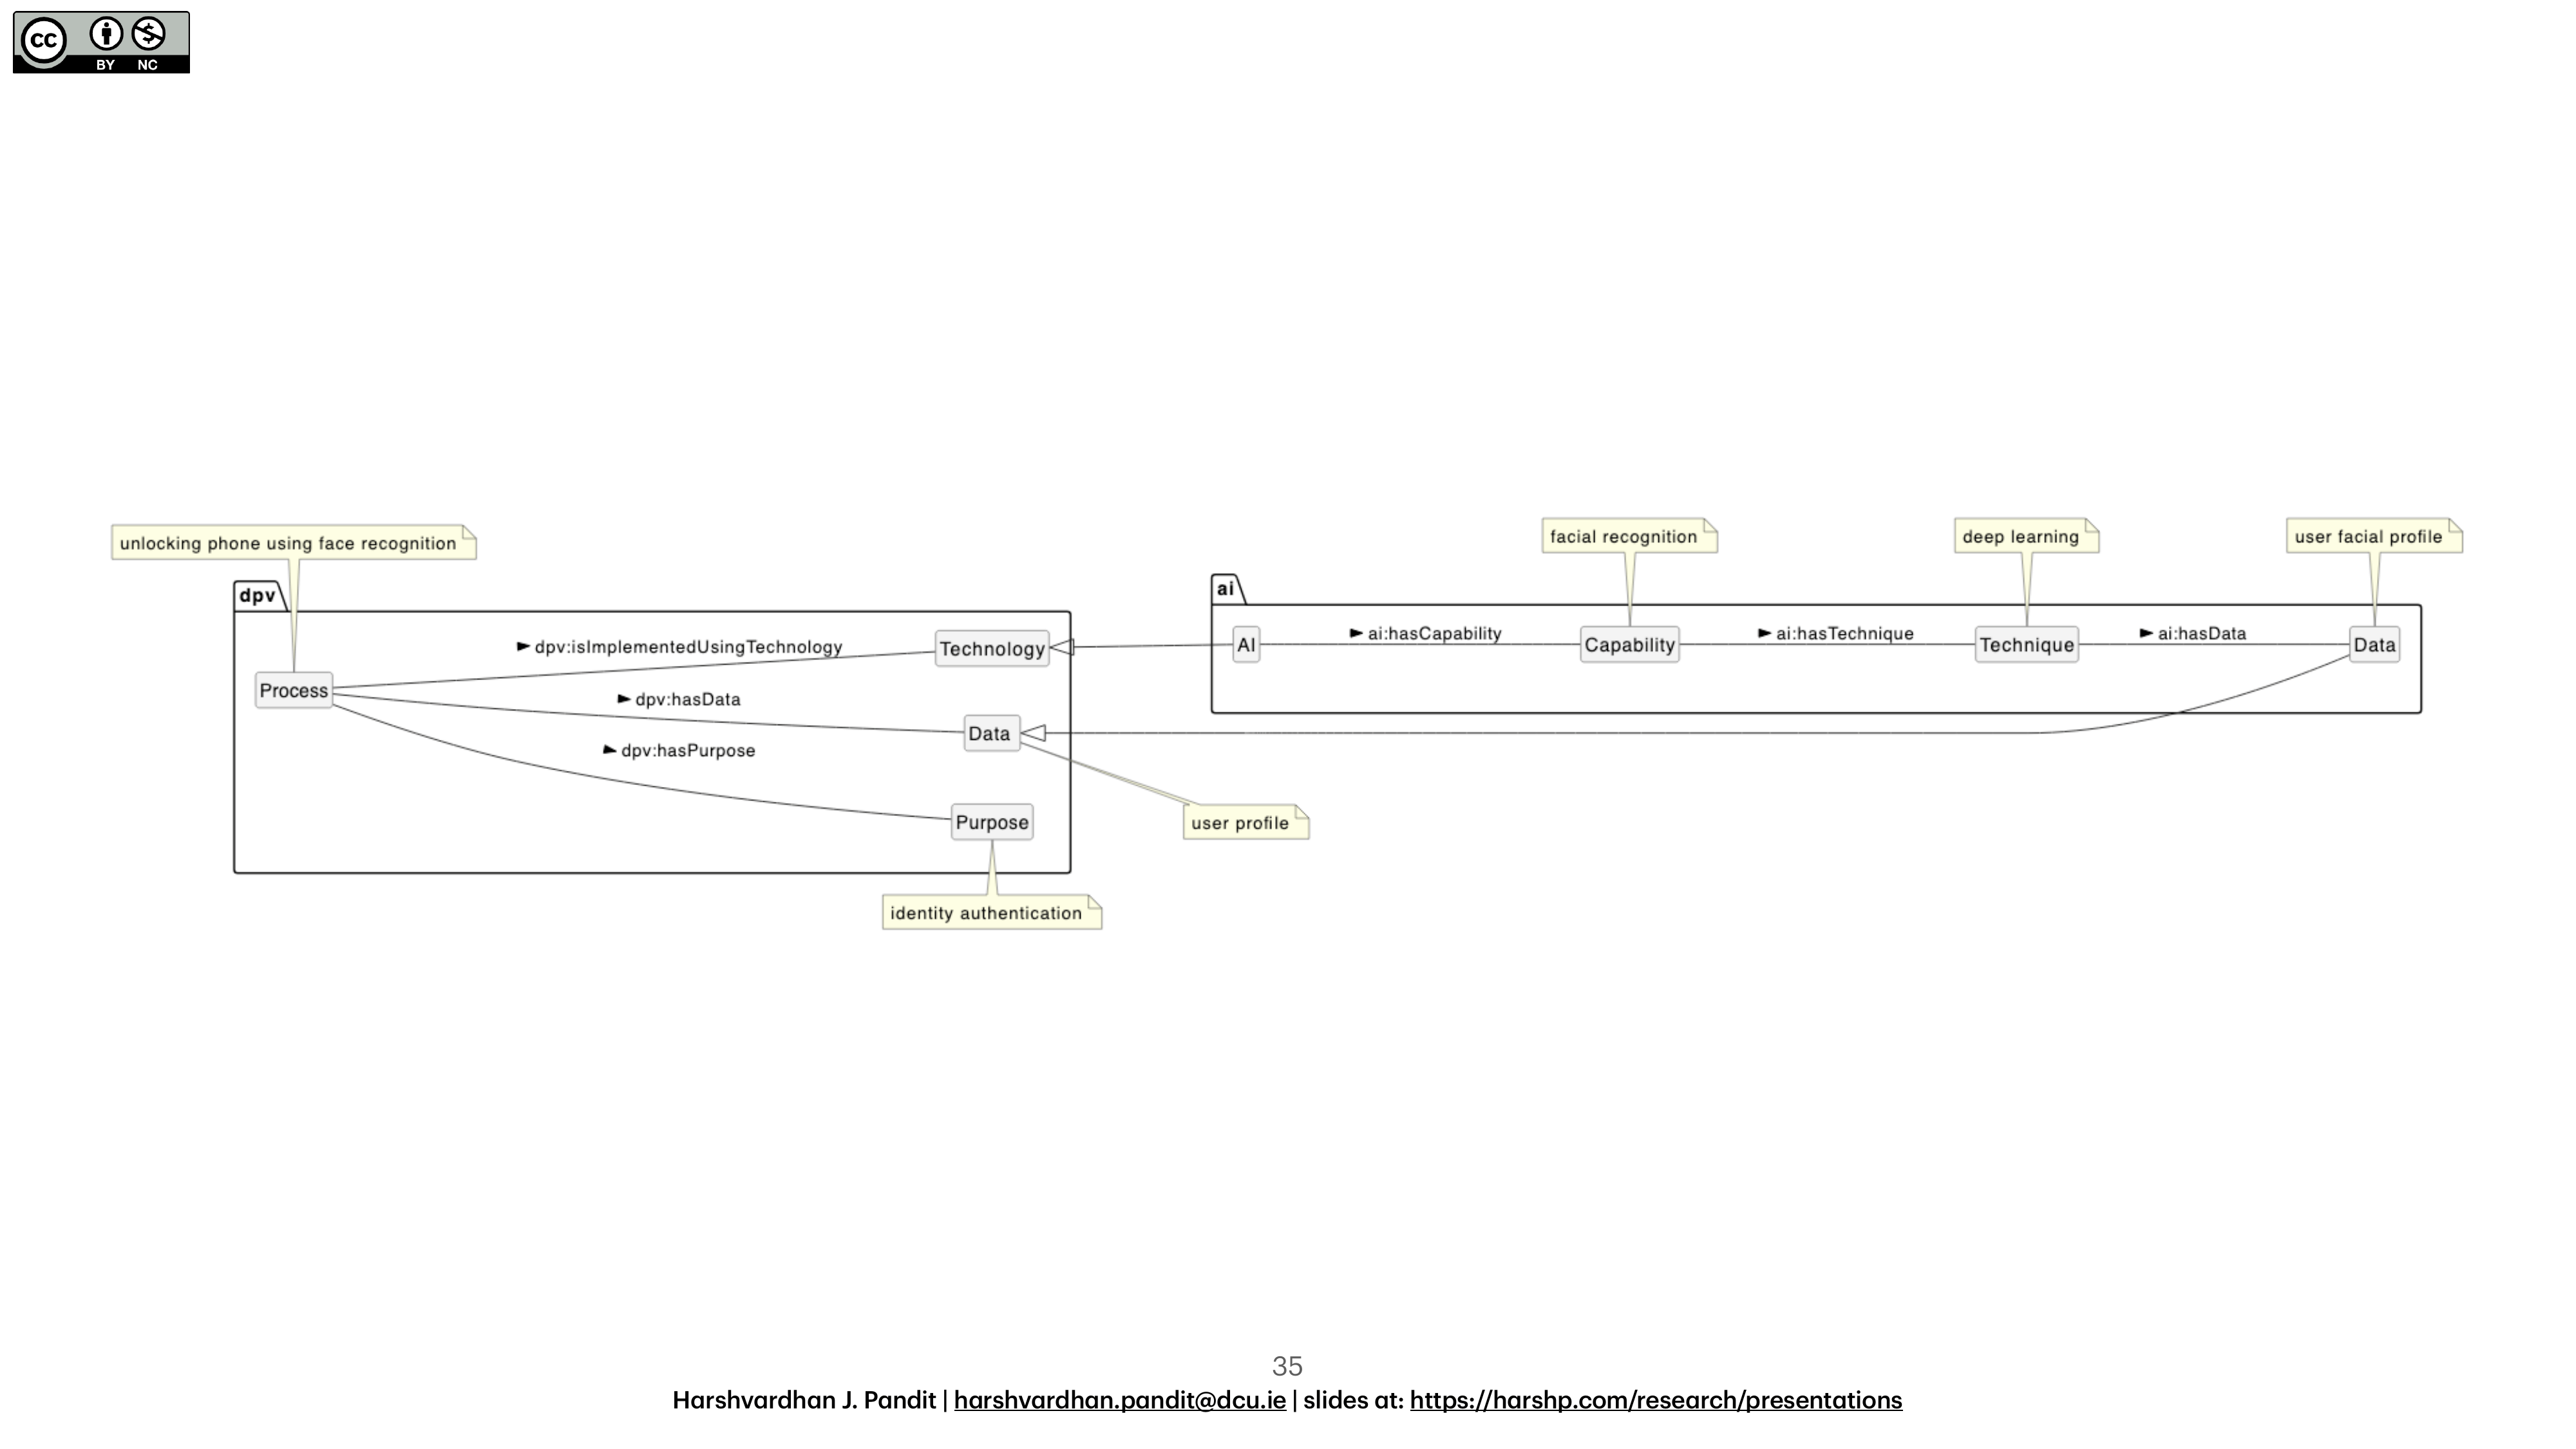 cc
BY NC
unlocking phone using face recognition
facial recognition
deep learning
user facial profile
dpv
ai
dpv:isImplementedUsingTechnology
Technology
AI
ai:hasCapability
Capability
ai:hasTechnique
Technique
ai:hasData
Data
Process
dpv:hasData
Data
dpv:hasPurpose
Purpose
user profile
identity authentication
35
Harshvardhan J. Pandit | harshvardhan.pandit@dcu.ie | slides at: https://harshp.com/research/presentations